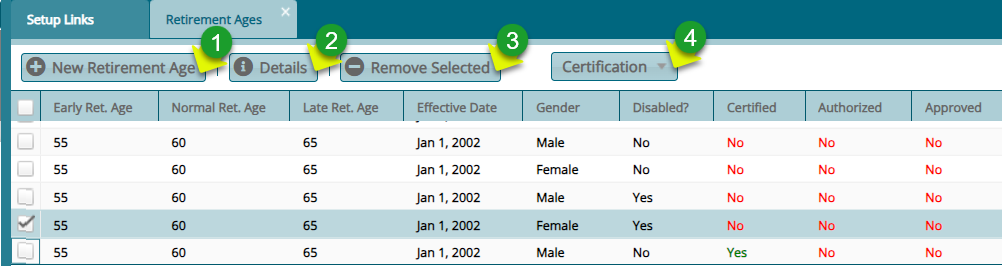 Setup Links Retirement Ages ×
1 2 3 4
New Retirement Age Details Remove Selected Certification
Early Ret. Age Normal Ret. Age Late Ret. Age Effective Date Gender Disabled? Certified Authorized Approved
55 60 65 Jan 1, 2002 Male No No No No
55 60 65 Jan 1, 2002 Female No No No No
55 60 65 Jan 1, 2002 Male Yes No No No
55 60 65 Jan 1, 2002 Female Yes No No No
55 60 65 Jan 1, 2002 Male No Yes No No